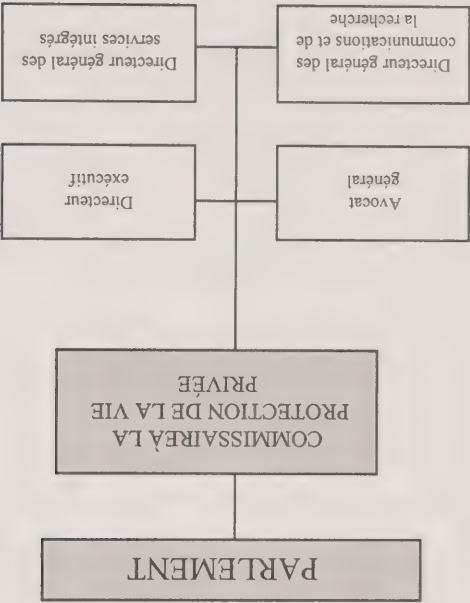 PARLEMENT
COMMISSAIREÀ LA
PROTECTION DE LA VIE
PRIVÉE
Avocat
général
Directeur
exécutif
Directeur général des
communications et de
la recherche
Directeur général des
services intégrés